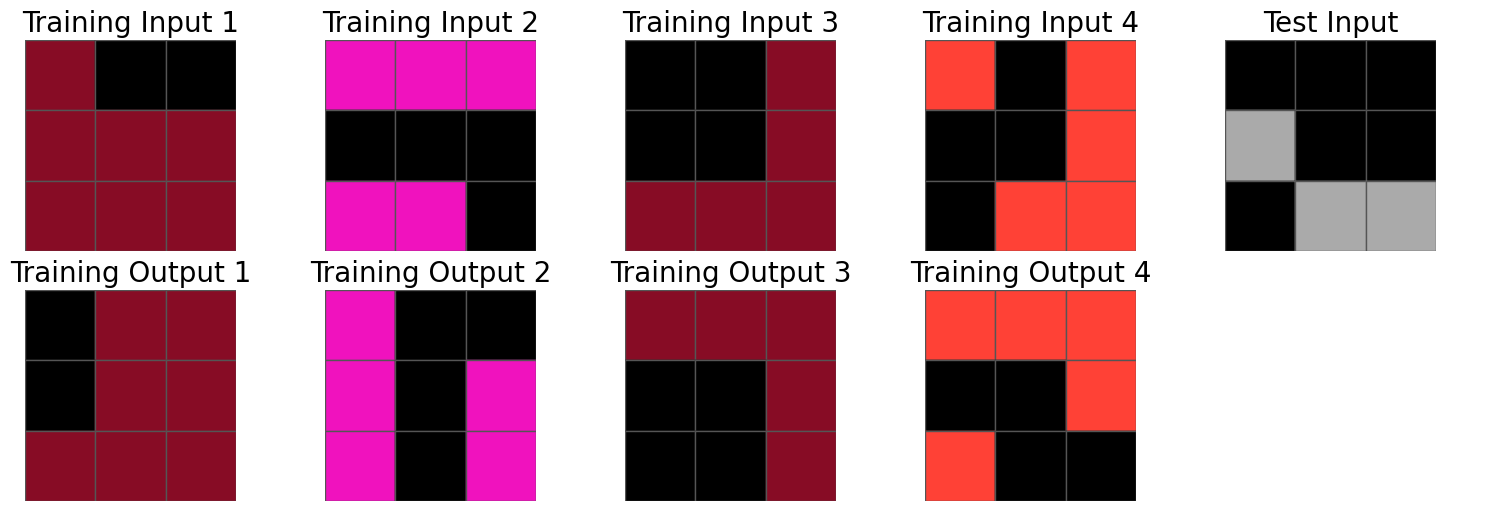 Training Input 1
Training Input 2
Training Input 3
Training Input 4
Test Input
Training Output 1
Training Output 2
Training Output 3
Training Output 4